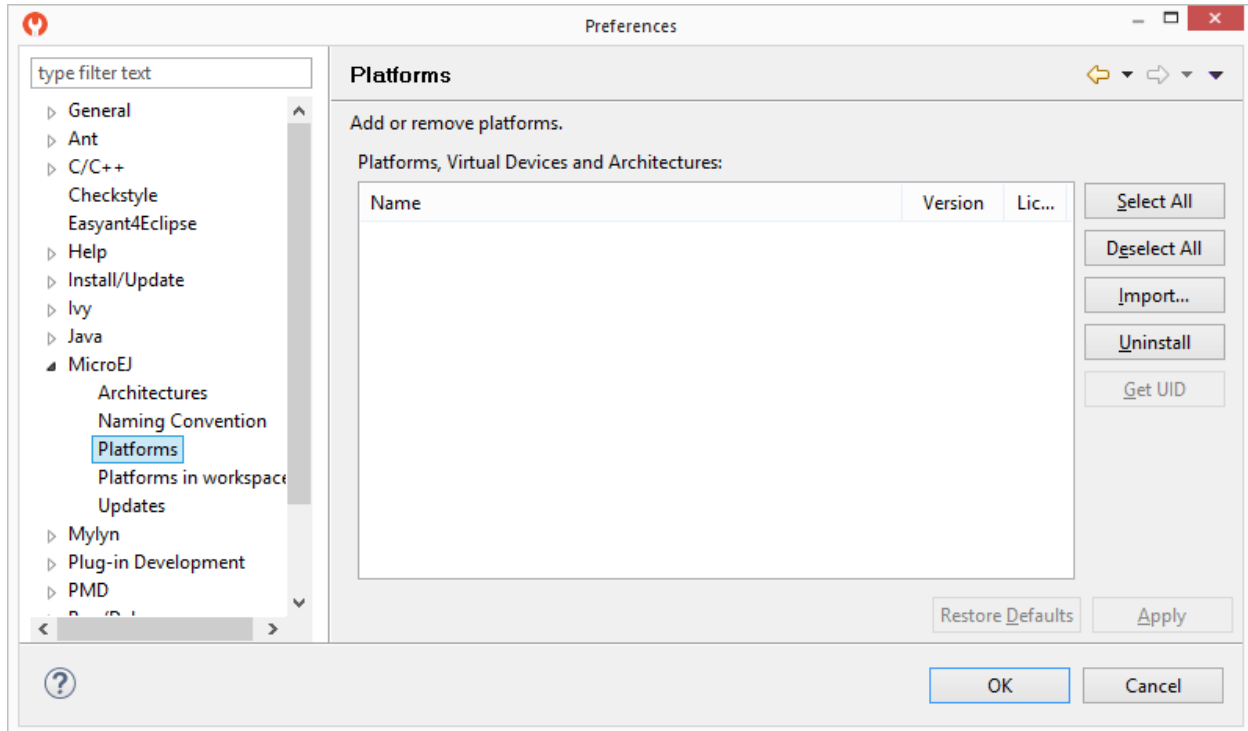 Preferences
type filter text
General
Ant
C/C++
Checkstyle
Easyant4Eclipse
Help
Install/Update
Ivy
Java
MicroEJ
Architectures
Naming Convention
Platforms
Platforms in workspace
Updates
Mylyn
Plug-in Development
PMD
Platforms
Add or remove platforms.
Platforms, Virtual Devices and Architectures:
Name Version Lic...
Select All
Deselect All
Import...
Uninstall
Get UID
Restore Defaults Apply
OK Cancel